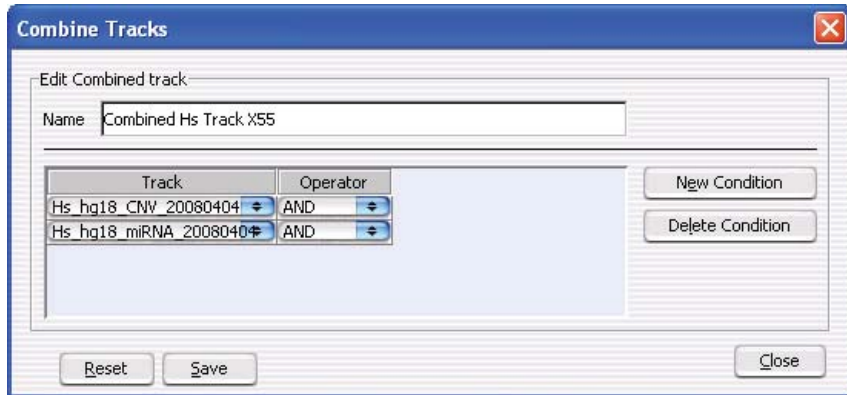 Combine Tracks
Edit Combined track
Name Combined Hs Track X55
Track Operator
Hs_hg18_CNV_20080404 AND
Hs_hg18_miRNA_20080404 AND
New Condition
Delete Condition
Reset Save Close